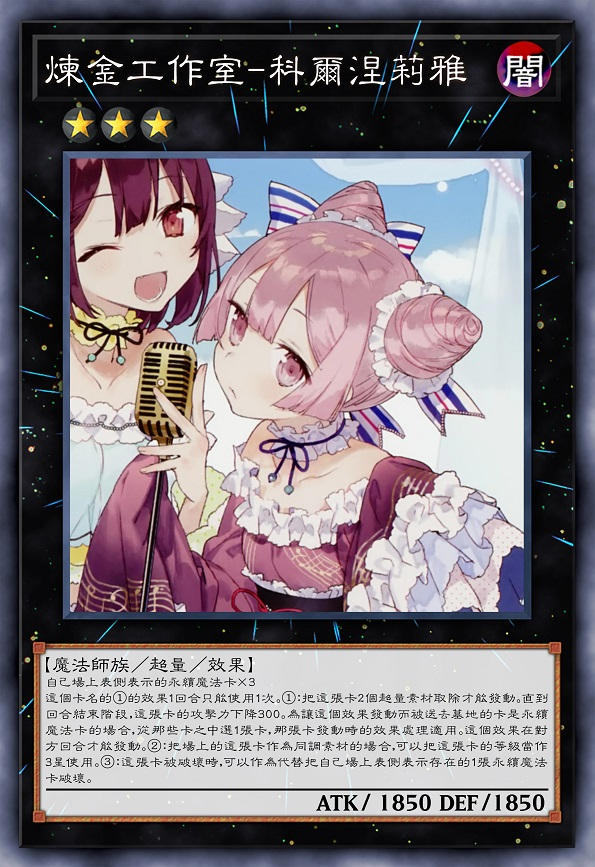 煉金工作室-科爾涅莉雅
闇
【魔法師族／超量／效果】
自己場上表側表示的永續魔法卡×3
這個卡名的①的效果1回合只能使用1次。①:把這張卡2個超量素材取除才能發動。直到
回合結束階段,這張卡的攻擊力下降300。為讓這個效果發動而被送去墓地的卡是永續
魔法卡的場合,從那些卡之中選1張卡,那張卡發動時的效果處理適用。這個效果在對
方回合才能發動。②:把場上的這張卡作為同調素材的場合,可以把這張卡的等級當作
3星使用。③:這張卡被破壞時,可以作為代替把自己場上表側表示存在的1張永續魔法
卡破壞。
ATK/ 1850 DEF/1850